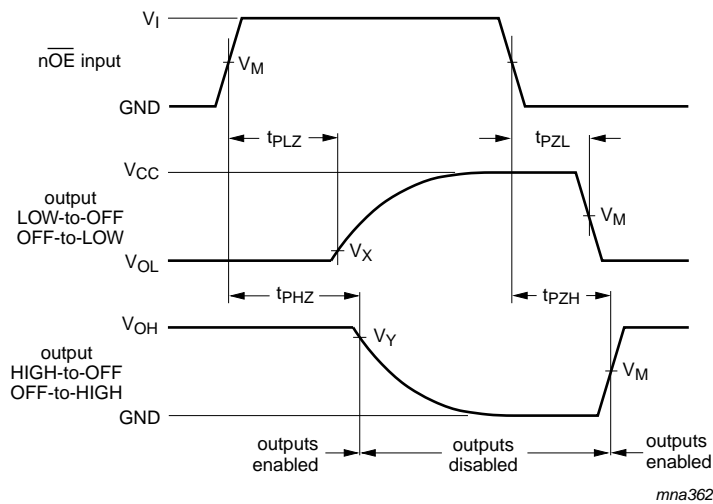 VI
nOE input
VM
GND
tPLZ
tPZL
VCC
output
LOW-to-OFF
OFF-to-LOW
VM
VX
VOL
tPHZ
tPZH
VOH
VY
output
HIGH-to-OFF
OFF-to-HIGH
VM
GND
outputs
enabled
outputs
disabled
outputs
enabled
mna362